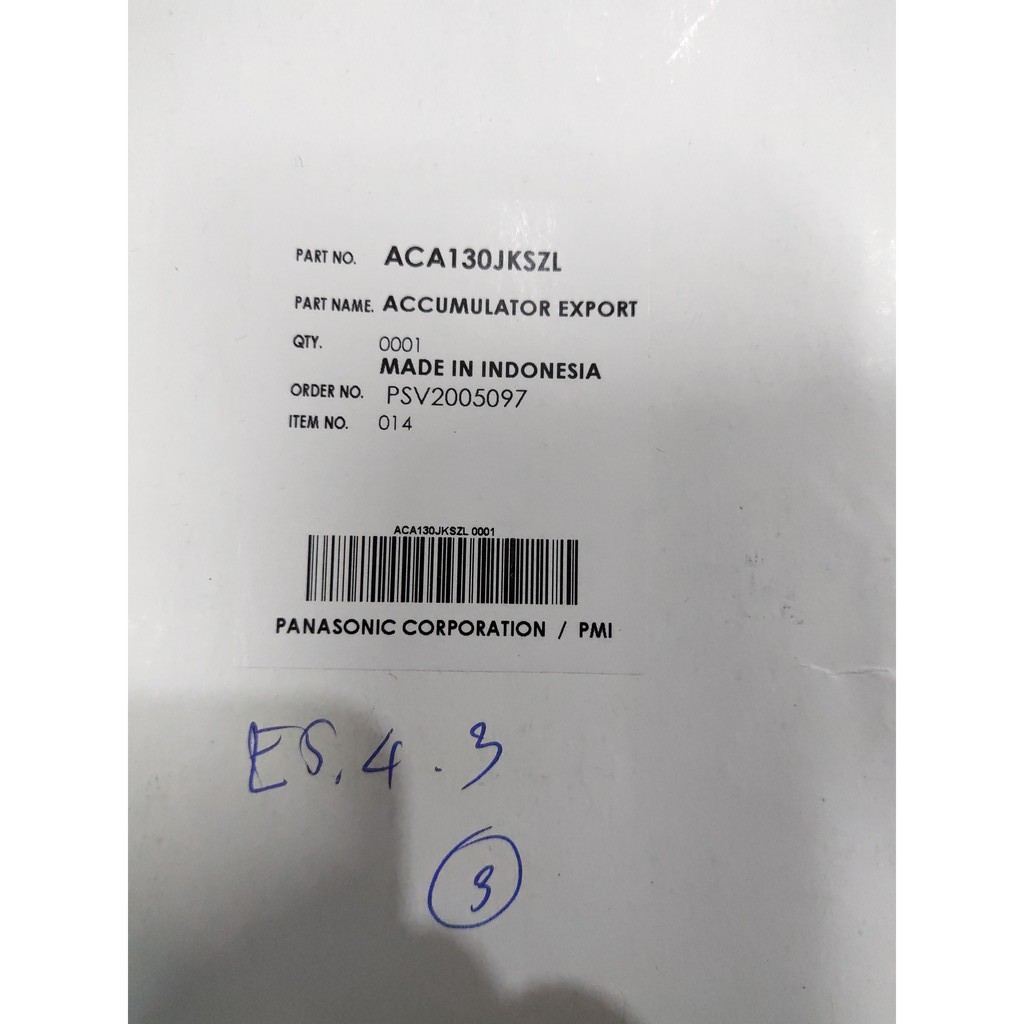 PART NO. ACA130JKSZL
PART NAME. ACCUMULATOR EXPORT
QTY. 0001
MADE IN INDONESIA
ORDER NO. PSV2005097
ITEM NO. 014
ACA130JKSZL 0001
PANASONIC CORPORATION / PMI
ES.4.3
3